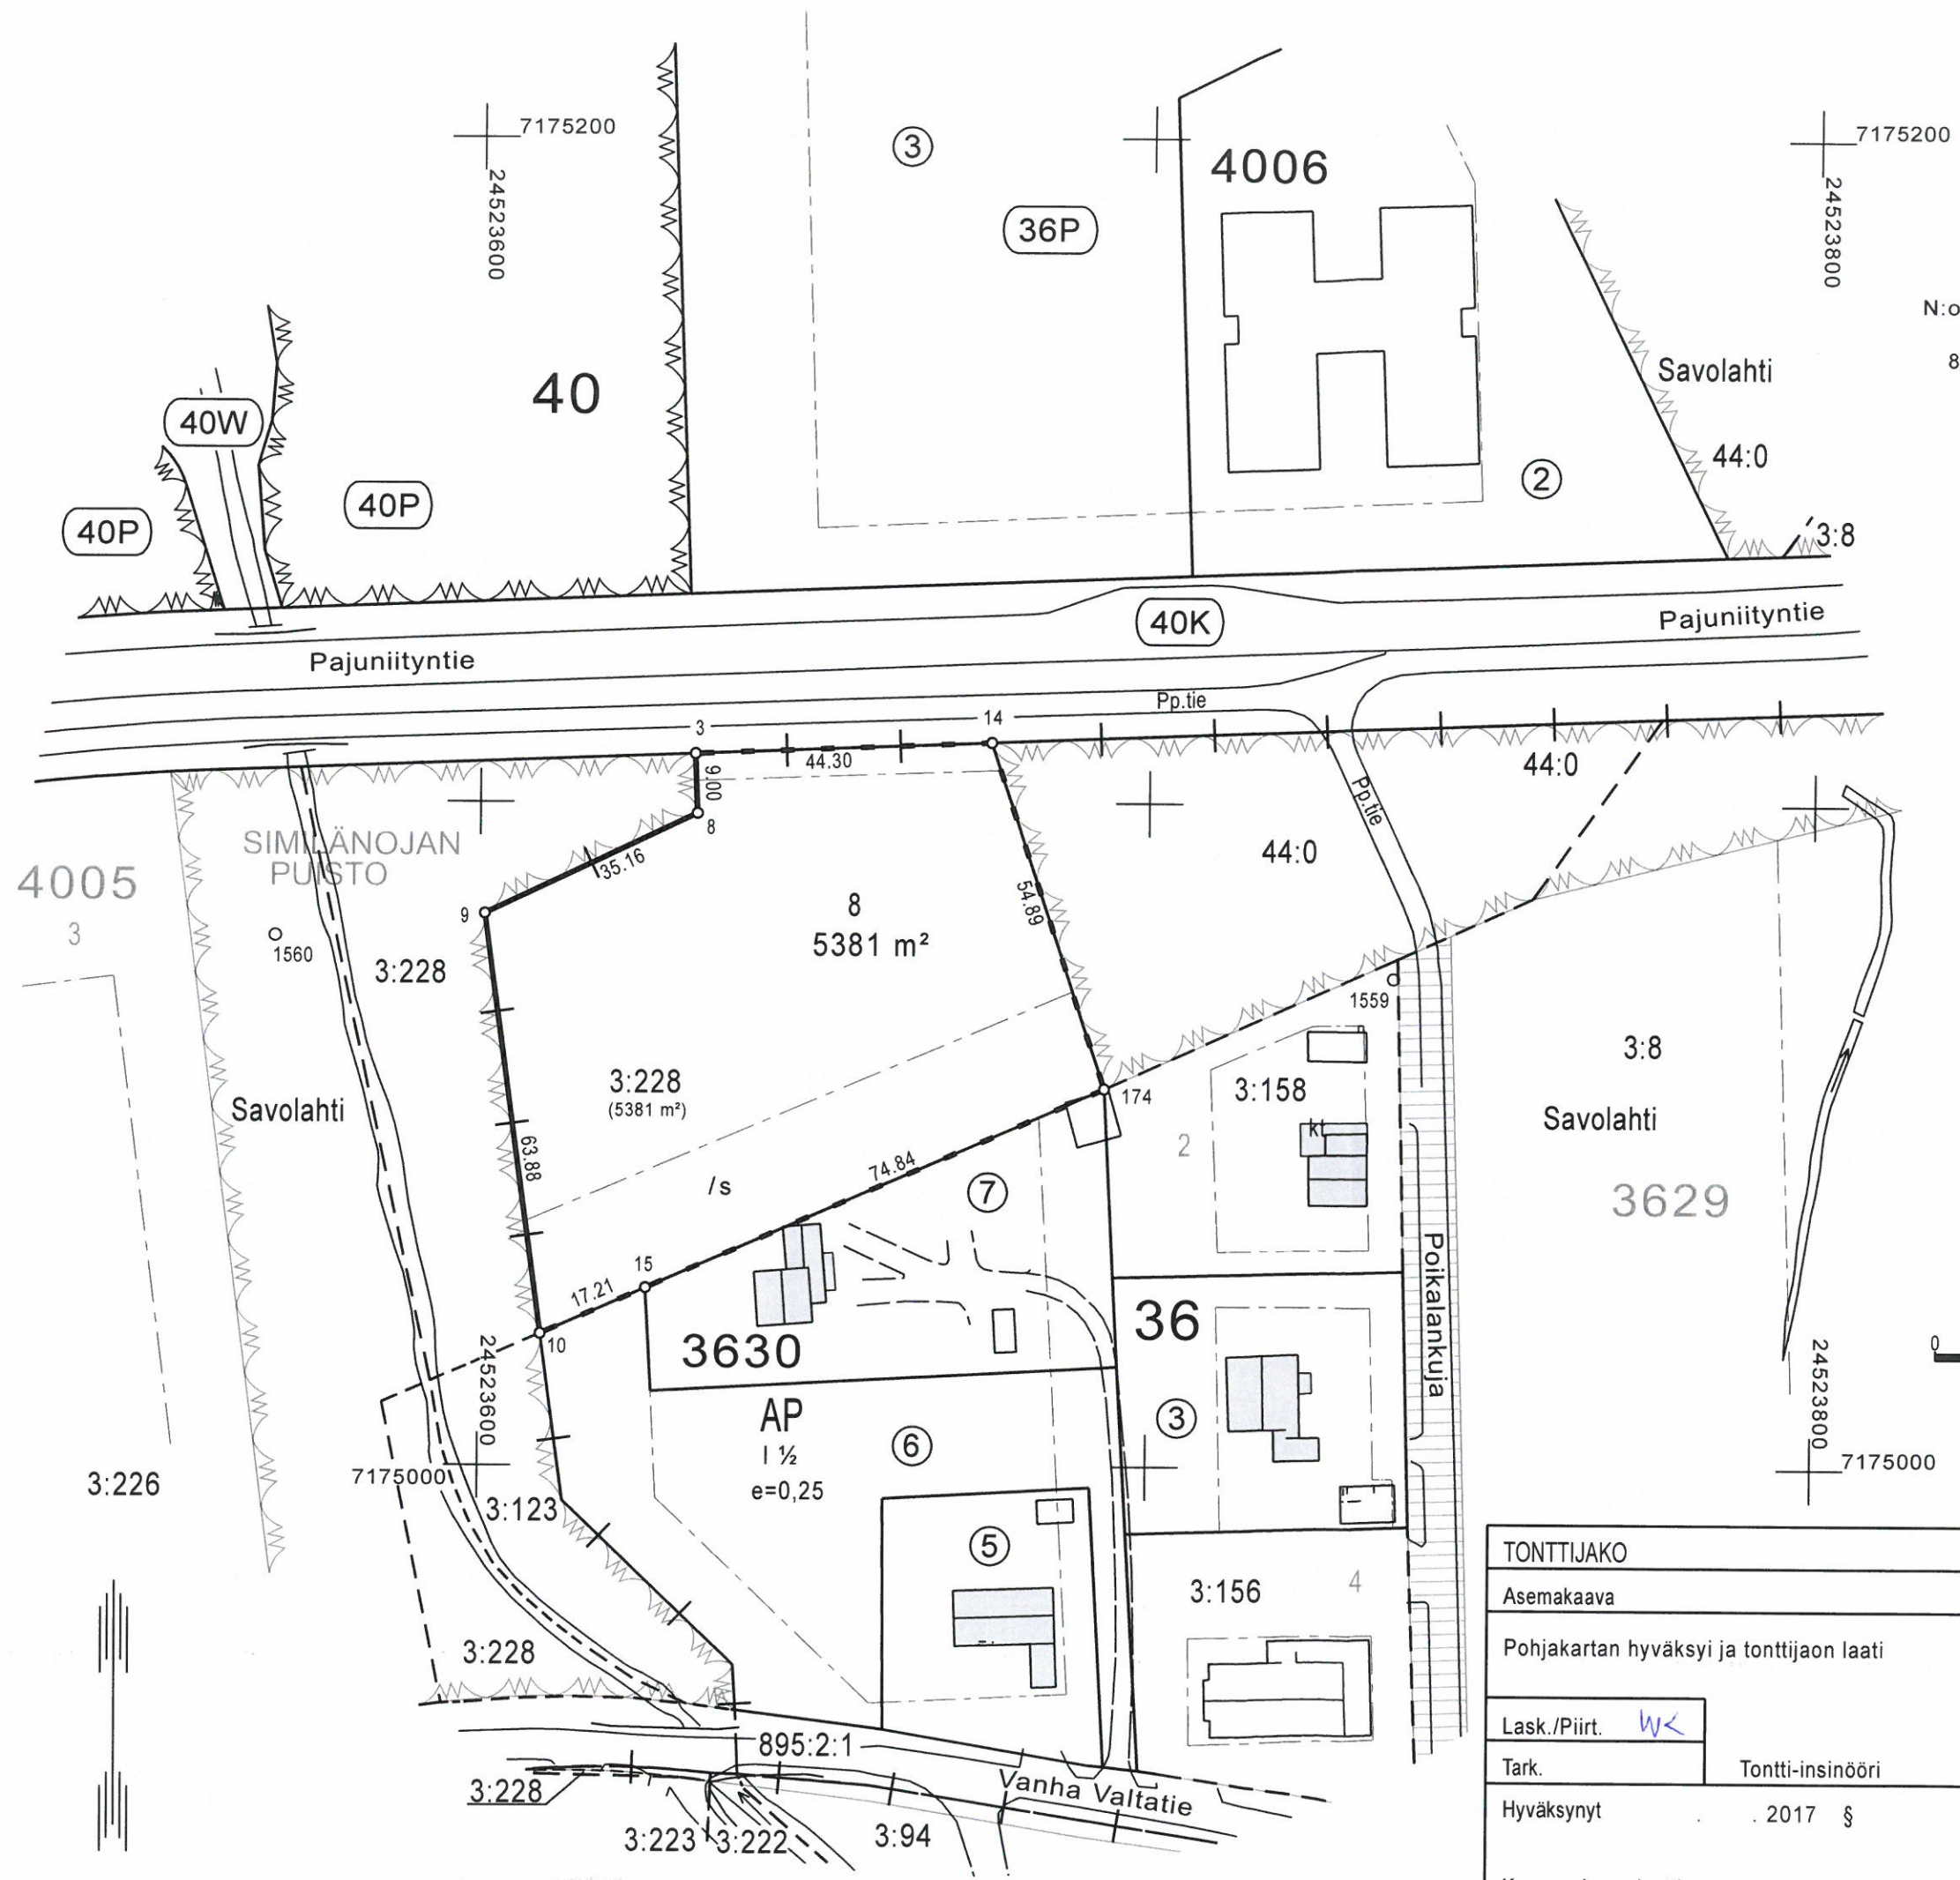 7175200
24523600
3
4006
36P
7175200
24523800
N:o
8
40
40W
40P
40P
Savolahti
44:0
2
3:8
40K
Pajuniityntie
Pajuniityntie
Pp.tie
3
14
44.30
9.00
8
35.16
9
SIMILÄNOJAN
PUISTO
4005
3
1560
3:228
8
5381 m²
54.89
44:0
Pp.tie
44:0
1559
3:8
Savolahti
3629
3:228
(5381 m²)
Savolahti
63.88
174
3:158
kt
2
74.84
/s
7
15
17.21
10
3630
36
Poikalankuja
24523600
24523800
0
AP
I ½
e=0,25
6
3
7175000
7175000
3:226
3:123
5
3:156
4
3:228
895:2:1
Vanha Valtatie
3:228
3:223
3:222
3:94
TONTTIJAKO
Asemakaava
Pohjakartan hyväksyi ja tonttijaon laati
Lask./Piirt.
Tark.
Tontti-insinööri
Hyväksynyt . . 2017 §